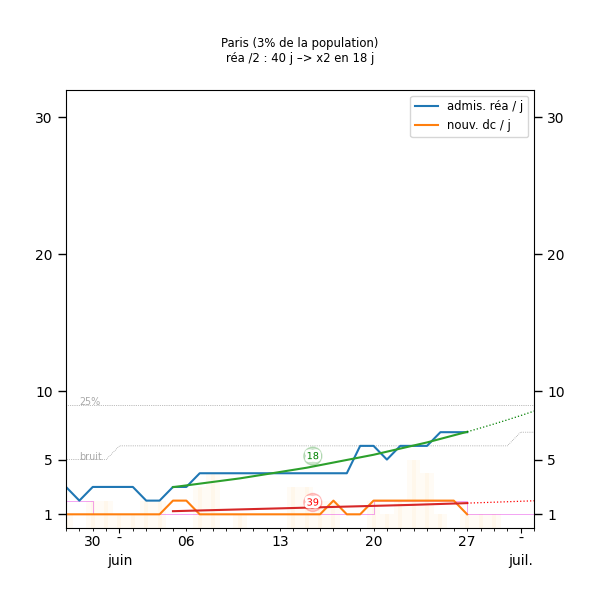 Paris (3% de la population)
réa /2 : 40 j –> x2 en 18 j
admis. réa / j
nouv. dc / j
30
30
20
20
10
10
25%
5
5
bruit
18
39
1
1
30 - 06 13 20 27 -
juin juil.